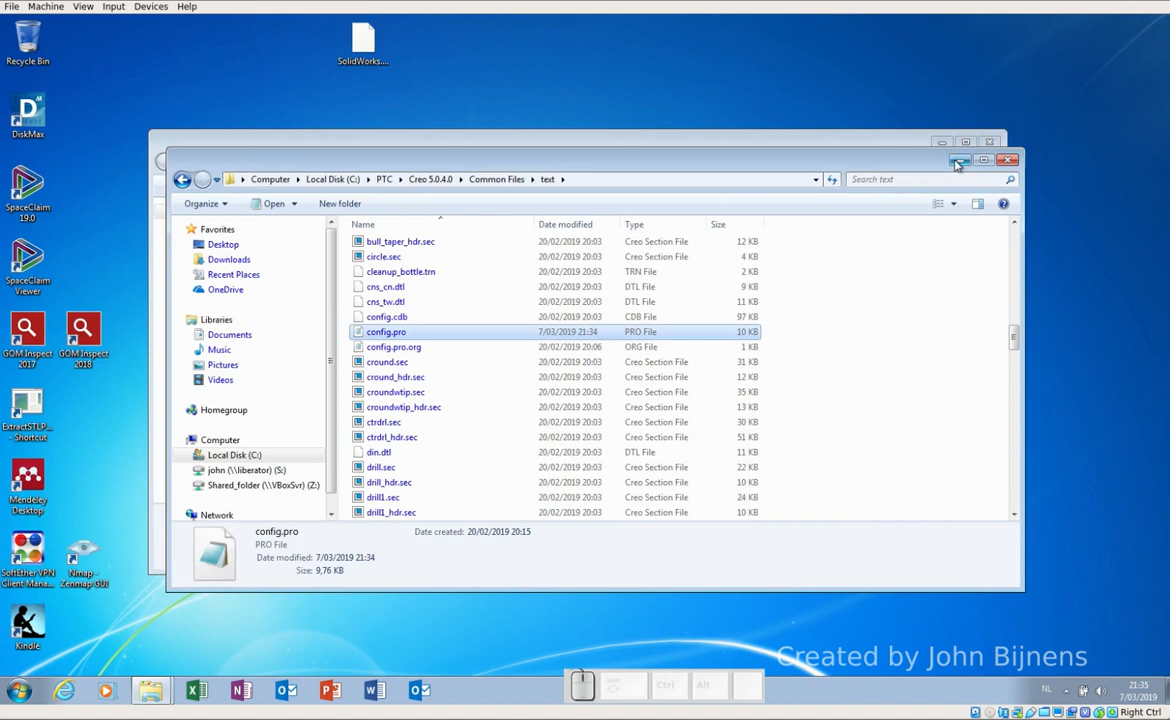 File Machine View Input Devices Help
Recycle Bin
SolidWorks....
DiskMax
SpaceClaim
19.0
SpaceClaim
Viewer
GOM Inspect
2017
GOM Inspect
2018
ExtractSTLP...
- Shortcut
Mendeley
Desktop
SoftEther VPN
Client Mana...
Nmap -
Zenmap GUI
Kindle
Computer Local Disk (C:) PTC Creo 5.0.4.0 Common Files text
Search text
Organize Open New folder
Favorites
Desktop
Downloads
Recent Places
OneDrive
Libraries
Documents
Music
Pictures
Videos
Homegroup
Computer
Local Disk (C:)
john (\\liberator) (S:)
Shared_folder (\\VBoxSvr) (Z:)
Network
Name Date modified Type Size
bull_taper_hdr.sec 20/02/2019 20:03 Creo Section File 12 KB
circle.sec 20/02/2019 20:03 Creo Section File 4 KB
cleanup_bottle.trn 20/02/2019 20:03 TRN File 2 KB
cns_cn.dtl 20/02/2019 20:03 DTL File 9 KB
cns_tw.dtl 20/02/2019 20:03 DTL File 11 KB
config.cdb 20/02/2019 20:03 CDB File 97 KB
config.pro 7/03/2019 21:34 PRO File 10 KB
config.pro.org 20/02/2019 20:06 ORG File 1 KB
cround.sec 20/02/2019 20:03 Creo Section File 31 KB
cround_hdr.sec 20/02/2019 20:03 Creo Section File 12 KB
croundwtip.sec 20/02/2019 20:03 Creo Section File 35 KB
croundwtip_hdr.sec 20/02/2019 20:03 Creo Section File 13 KB
ctrdrl.sec 20/02/2019 20:03 Creo Section File 30 KB
ctrdrl_hdr.sec 20/02/2019 20:03 Creo Section File 51 KB
din.dtl 20/02/2019 20:03 DTL File 11 KB
drill.sec 20/02/2019 20:03 Creo Section File 22 KB
drill_hdr.sec 20/02/2019 20:03 Creo Section File 10 KB
drill1.sec 20/02/2019 20:03 Creo Section File 24 KB
drill1_hdr.sec 20/02/2019 20:03 Creo Section File 10 KB
config.pro Date created: 20/02/2019 20:15
PRO File
Date modified: 7/03/2019 21:34
Size: 9,76 KB
Created by John Bijnens
Ctrl Alt
NL
21:35
7/03/2019
Right Ctrl